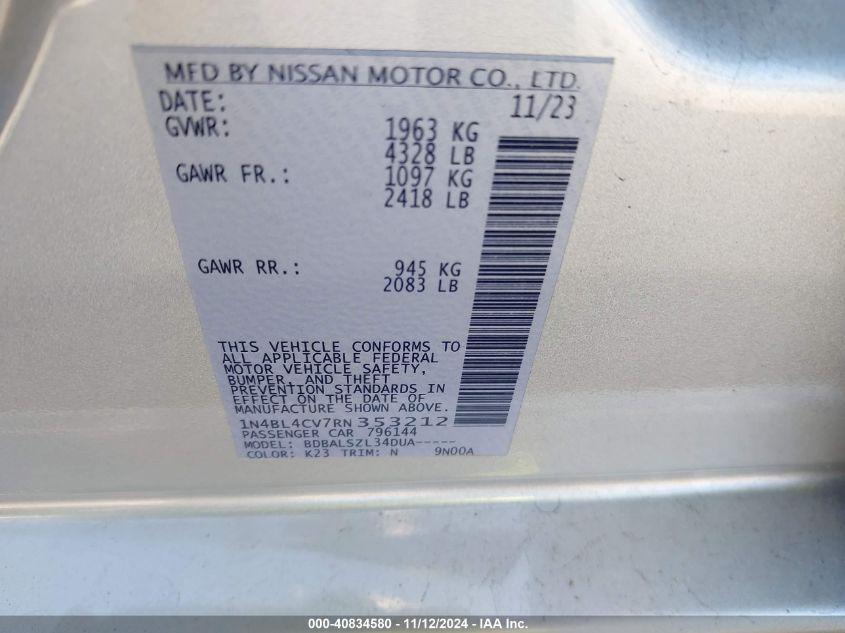 MFD BY NISSAN MOTOR CO., LTD.
DATE: 11/23
GVWR: 1963 KG
4328 LB
GAWR FR.: 1097 KG
2418 LB
GAWR RR.: 945 KG
2083 LB
THIS VEHICLE CONFORMS TO
ALL APPLICABLE FEDERAL
MOTOR VEHICLE SAFETY,
BUMPER, AND THEFT
PREVENTION STANDARDS IN
EFFECT ON THE DATE OF
MANUFACTURE SHOWN ABOVE.
1N4BL4CV7RN353212
PASSENGER CAR 796144
MODEL: BDBALSZL34DUA-----
COLOR: K23 TRIM: N 9N00A
000-40834580 - 11/12/2024 - IAA Inc.